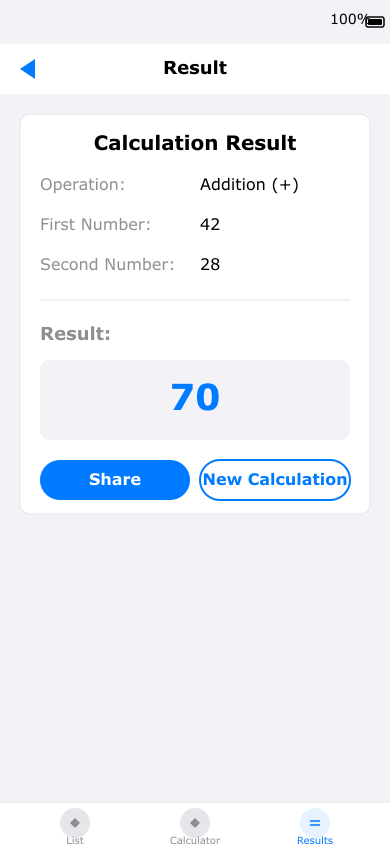 100%
Result
Calculation Result
Operation: Addition (+)
First Number: 42
Second Number: 28
Result:
70
Share New Calculation
List Calculator Results